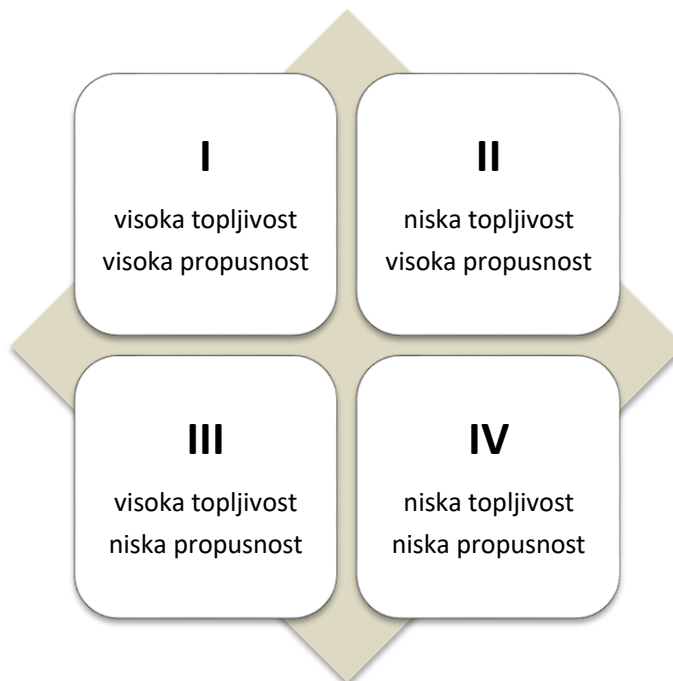 I
visoka topljivost
visoka propusnost
II
niska topljivost
visoka propusnost
III
visoka topljivost
niska propusnost
IV
niska topljivost
niska propusnost